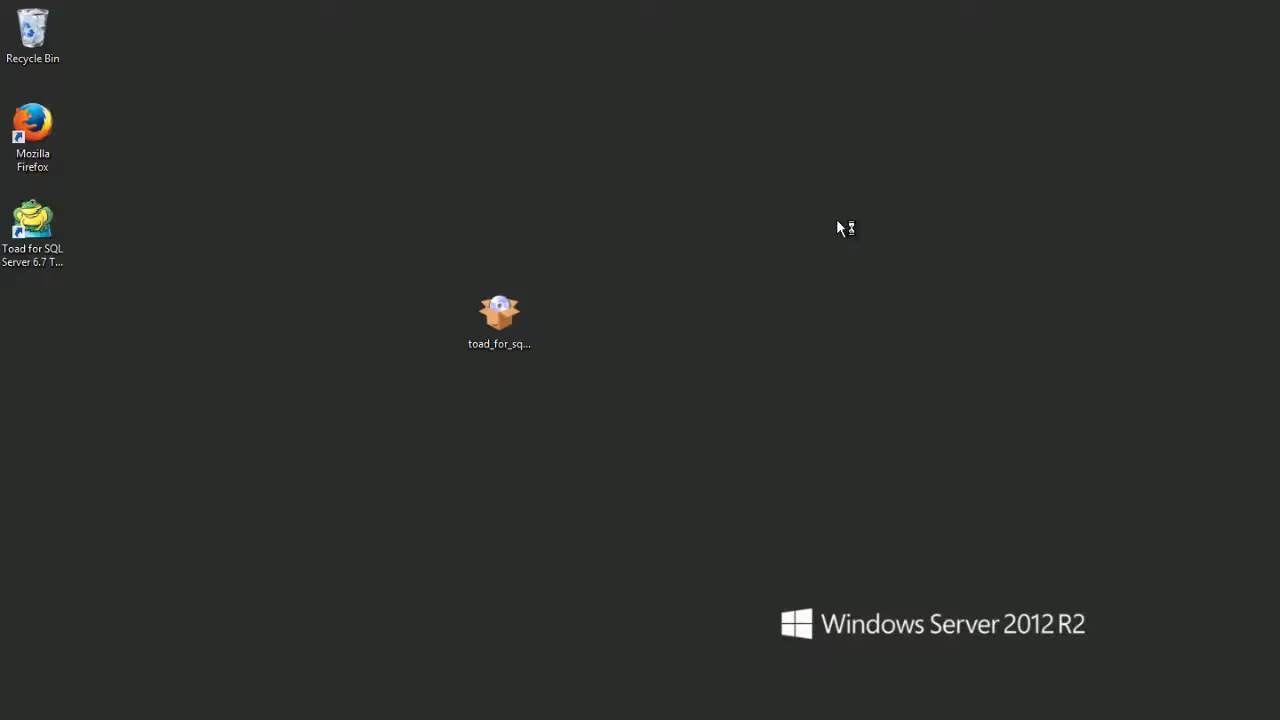 Recycle Bin
Mozilla
Firefox
Toad for SQL
Server 6.7 T...
toad_for_sq...
Windows Server 2012 R2